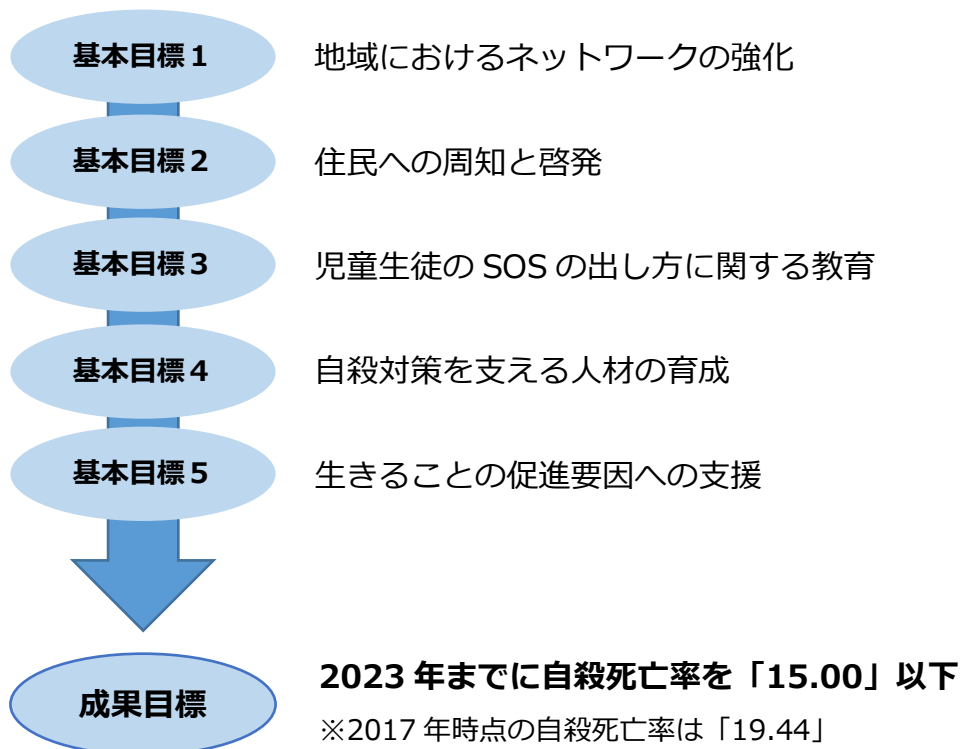 基本目標1 地域におけるネットワークの強化
基本目標2 住民への周知と啓発
基本目標3 児童生徒の SOS の出し方に関する教育
基本目標4 自殺対策を支える人材の育成
基本目標5 生きることの促進要因への支援
成果目標 2023 年までに自殺死亡率を「15.00」以下
※2017 年時点の自殺死亡率は「19.44」